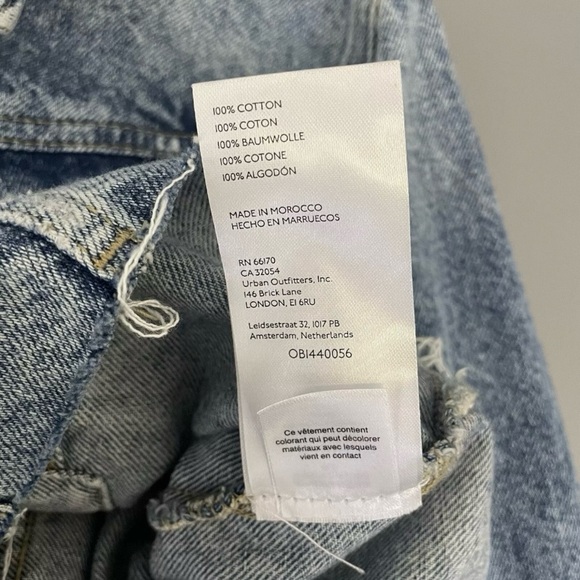 100% COTTON
100% COTON
100% BAUMWOLLE
100% COTONE
100% ALGODÓN
MADE IN MOROCCO
HECHO EN MARRUECOS
RN 66170
CA 32054
Urban Outfitters, Inc.
146 Brick Lane
LONDON, E1 6RU
Leidsestraat 32, 1017 PB
Amsterdam, Netherlands
OB1440056
Ce vêtement contient
colorant qui peut décolorer
matériaux avec lesquels
vient en contact